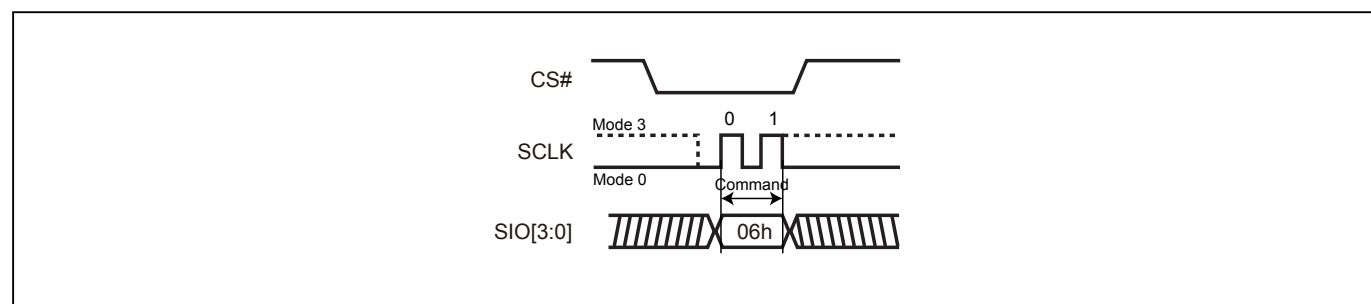 CS#
Mode 3
0 1
SCLK
Mode 0
Command
SIO[3:0]
06h